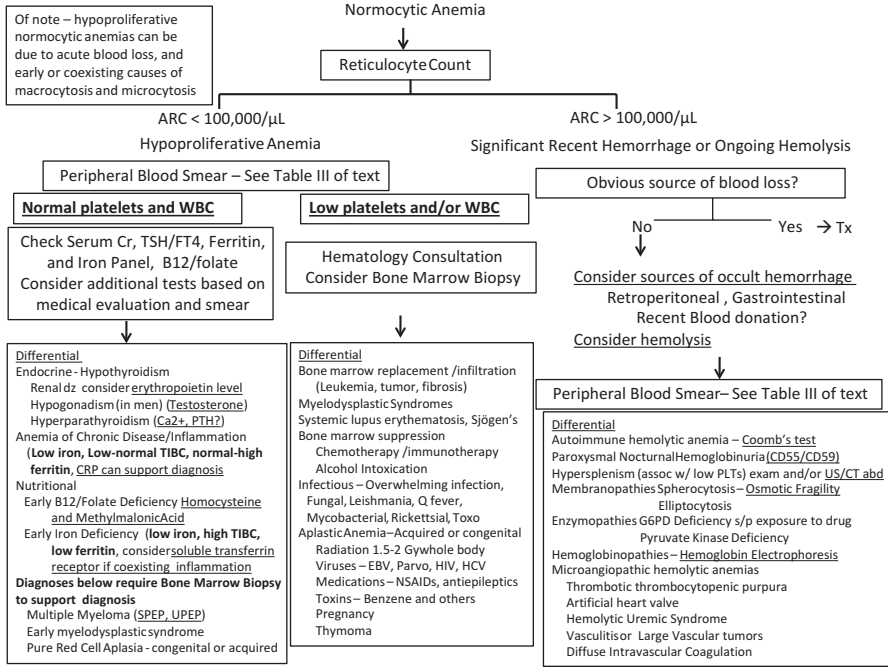 Normocytic Anemia
Of note – hypoproliferative
normocytic anemias can be
due to acute blood loss, and
early or coexisting causes of
macrocytosis and microcytosis
Reticulocyte Count
ARC < 100,000/µL
Hypoproliferative Anemia
ARC > 100,000/µL
Significant Recent Hemorrhage or Ongoing Hemolysis
Peripheral Blood Smear – See Table III of text
Normal platelets and WBC
Low platelets and/or WBC
Check Serum Cr, TSH/FT4, Ferritin,
and Iron Panel, B12/folate
Consider additional tests based on
medical evaluation and smear
Hematology Consultation
Consider Bone Marrow Biopsy
Differential
Endocrine - Hypothyroidism
Renal dz consider erythropoietin level
Hypogonadism (in men) (Testosterone)
Hyperparathyroidism (Ca2+, PTH?)
Anemia of Chronic Disease/Inflammation
(Low iron, Low-normal TIBC, normal-high
ferritin, CRP can support diagnosis
Nutritional
Early B12/Folate Deficiency Homocysteine
and Methylmalonic Acid
Early Iron Deficiency (low iron, high TIBC,
low ferritin, consider soluble transferrin
receptor if coexisting inflammation
Diagnoses below require Bone Marrow Biopsy
to support diagnosis
Multiple Myeloma (SPEP, UPEP)
Early myelodysplastic syndrome
Pure Red Cell Aplasia - congenital or acquired
Differential
Bone marrow replacement /infiltration
(Leukemia, tumor, fibrosis)
Myelodysplastic Syndromes
Systemic lupus erythematosis, Sjögen's
Bone marrow suppression
Chemotherapy /immunotherapy
Alcohol Intoxication
Infectious – Overwhelming infection,
Fungal, Leishmania, Q fever,
Mycobacterial, Rickettsial, Toxo
Aplastic Anemia – Acquired or congenital
Radiation 1.5-2 Gy whole body
Viruses – EBV, Parvo, HIV, HCV
Medications – NSAIDs, antiepileptics
Toxins – Benzene and others
Pregnancy
Thymoma
Obvious source of blood loss?
No Yes → Tx
Consider sources of occult hemorrhage
Retroperitoneal , Gastrointestinal
Recent Blood donation?
Consider hemolysis
Peripheral Blood Smear– See Table III of text
Differential
Autoimmune hemolytic anemia – Coomb's test
Paroxysmal Nocturnal Hemoglobinuria (CD55/CD59)
Hypersplenism (assoc w/ low PLTs) exam and/or US/CT abd
Membranopathies Spherocytosis – Osmotic Fragility
Elliptocytosis
Enzymopathies G6PD Deficiency s/p exposure to drug
Pyruvate Kinase Deficiency
Hemoglobinopathies – Hemoglobin Electrophoresis
Microangiopathic hemolytic anemias
Thrombotic thrombocytopenic purpura
Artificial heart valve
Hemolytic Uremic Syndrome
Vasculitis or Large Vascular tumors
Diffuse Intravascular Coagulation